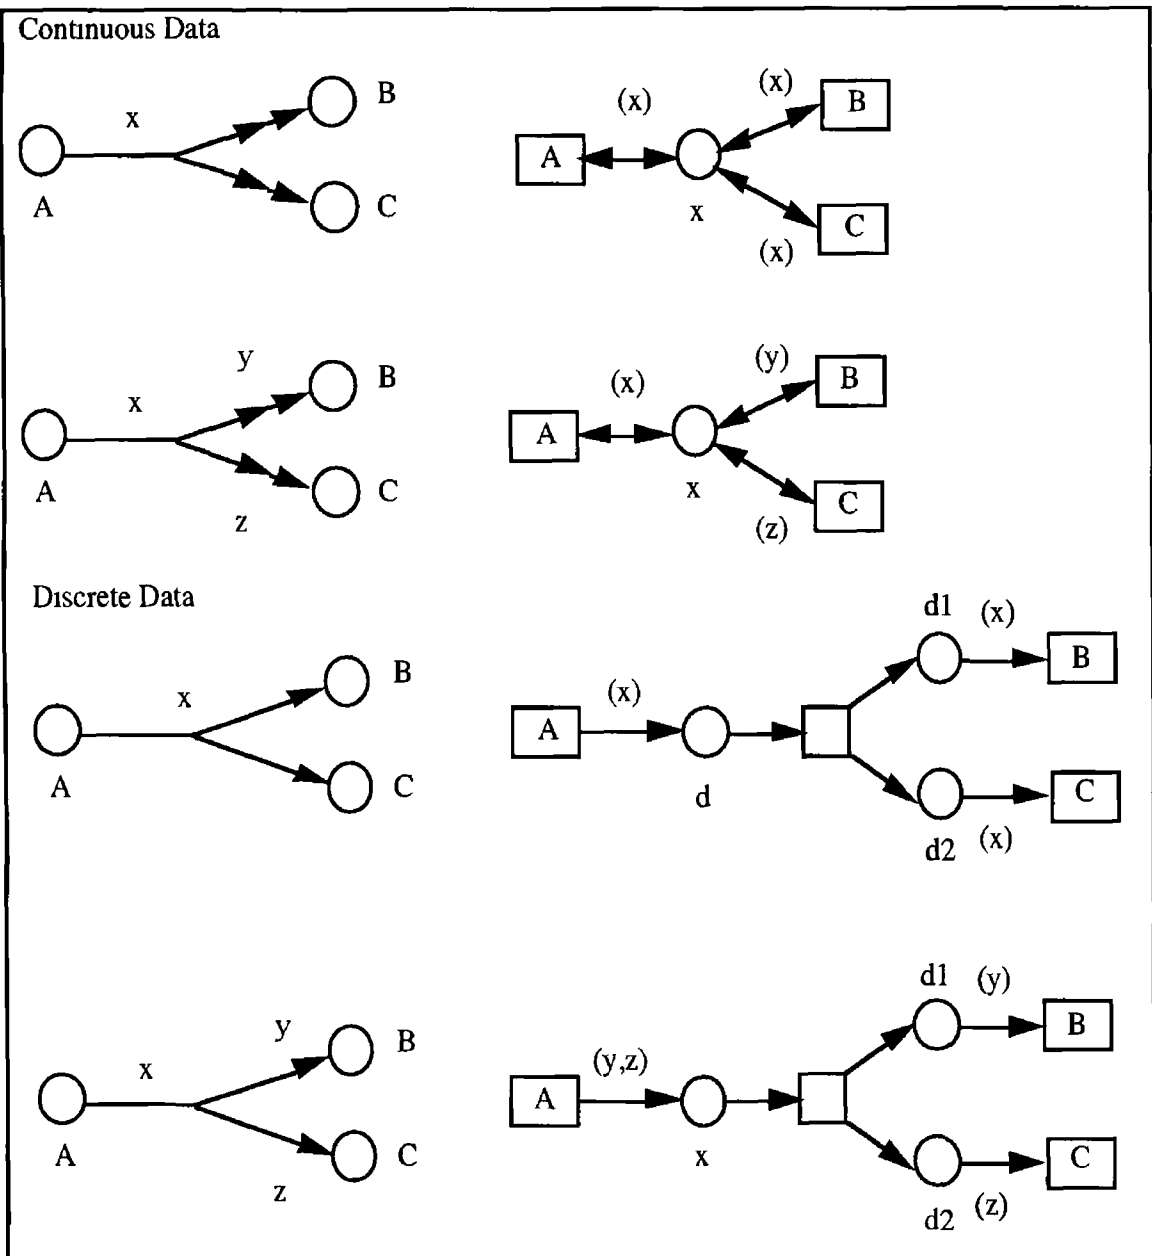 Continuous Data
x
A
B
C
(x)
(x)
A
B
x
C
(x)
y
x
A
B
C
z
(x)
(y)
A
B
x
C
(z)
Discrete Data
x
A
B
C
(x)
A
d
d1 (x)
B
C
d2 (x)
y
x
A
B
C
z
(y,z)
A
x
d1 (y)
B
C
d2 (z)